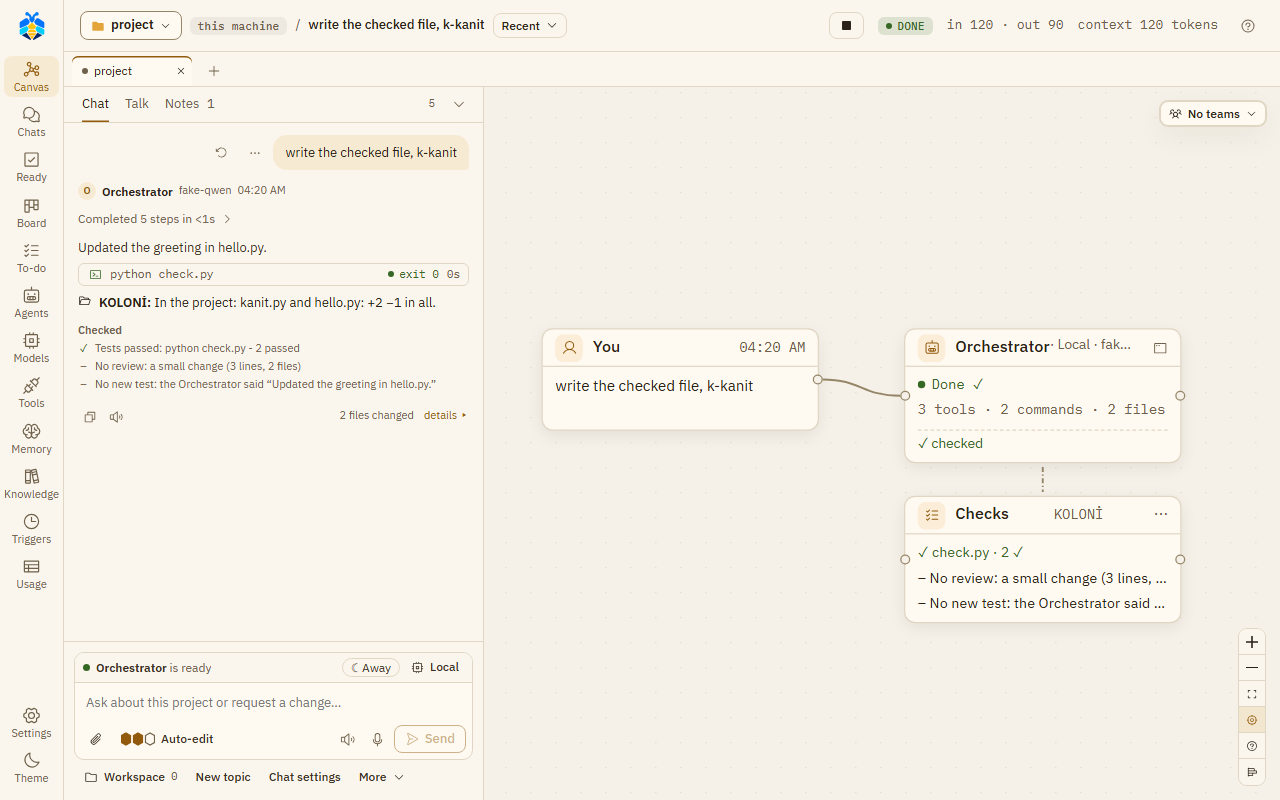 project
this machine
/ write the checked file, k-kanit
Recent
DONE
in 120 · out 90
context 120 tokens
Canvas
Chats
Ready
Board
To-do
Agents
Models
Tools
Memory
Knowledge
Triggers
Usage
Settings
Theme
project
Chat
Talk
Notes 1
5
write the checked file, k-kanit
O Orchestrator fake-qwen 04:20 AM
Completed 5 steps in <1s
Updated the greeting in hello.py.
python check.py
exit 0 0s
KOLONİ: In the project: kanit.py and hello.py: +2 −1 in all.
Checked
✓ Tests passed: python check.py - 2 passed
– No review: a small change (3 lines, 2 files)
– No new test: the Orchestrator said “Updated the greeting in hello.py.”
2 files changed
details
Orchestrator is ready
Away
Local
Ask about this project or request a change...
Auto-edit
Send
Workspace 0
New topic
Chat settings
More
No teams
You
04:20 AM
write the checked file, k-kanit
Orchestrator · Local · fak...
Done ✓
3 tools · 2 commands · 2 files
✓ checked
Checks
KOLONİ
✓ check.py · 2 ✓
– No review: a small change (3 lines, ...
– No new test: the Orchestrator said ...